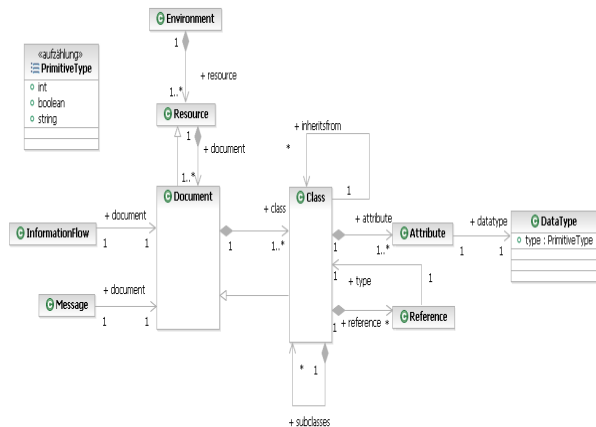 Environment
1
+ resource
«aufzählung»
PrimitiveType
int
boolean
string
1..*
Resource
1
+ document
1..*
+ inheritsfrom
*
1
Document
+ class
1
1..*
Class
+ document
InformationFlow
1
1
+ attribute
1
1..*
Attribute
+ datatype
1
1
DataType
type : PrimitiveType
+ document
Message
1
1
1
+ type
1
1
+ reference
*
Reference
*
1
+ subclasses